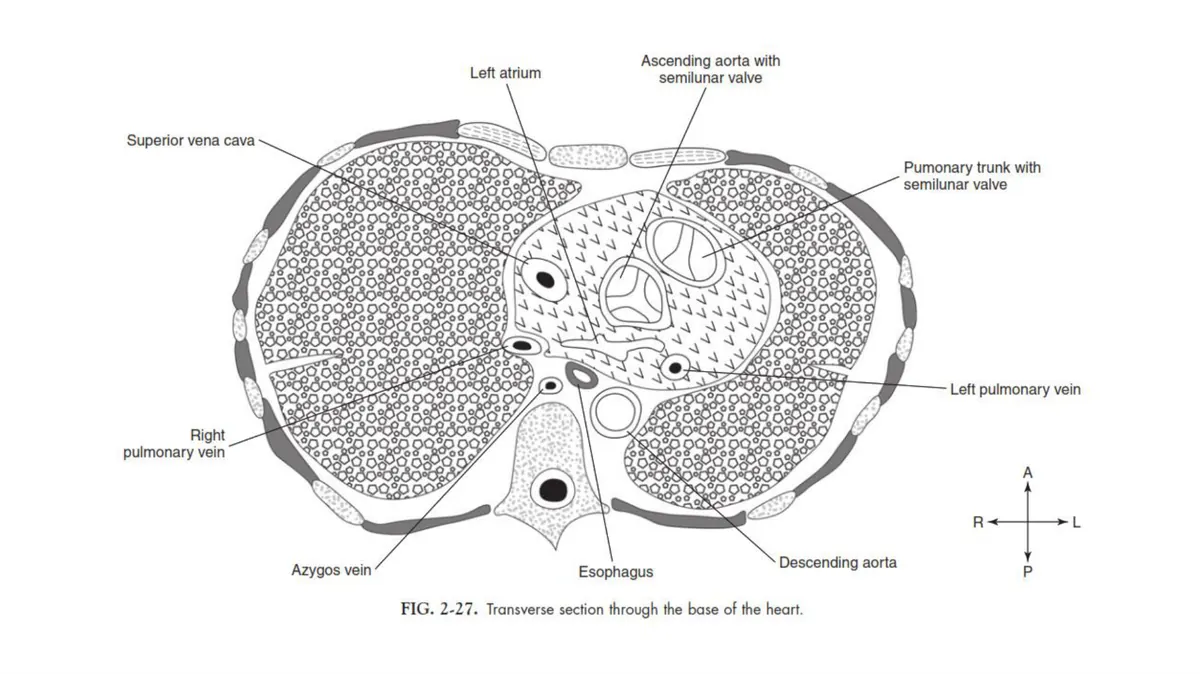 Left atrium
Ascending aorta with
semilunar valve
Superior vena cava
Pumonary trunk with
semilunar valve
Left pulmonary vein
Right
pulmonary vein
A
R
L
P
Azygos vein
Esophagus
Descending aorta
FIG. 2-27. Transverse section through the base of the heart.